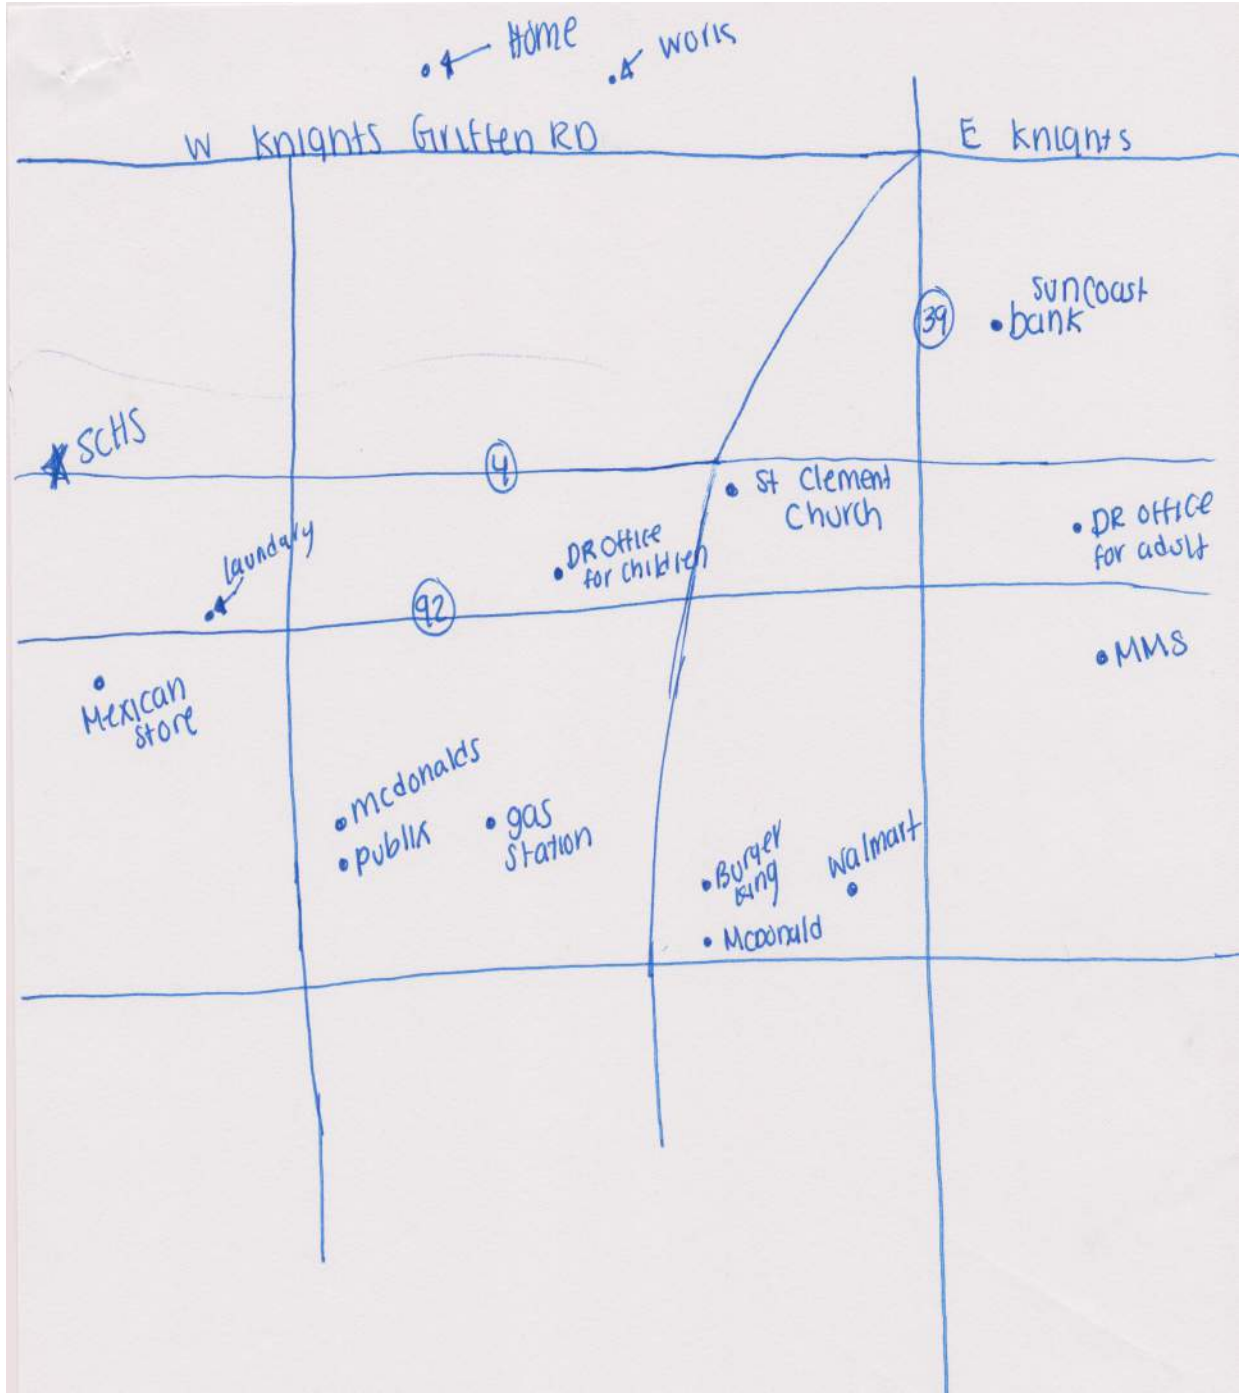 Home
work
W Knights Griffen RD
E Knights
39
suncoast
bank
SCHS
4
St Clement
Church
DR office
for adult
laundary
DR Office
for children
92
MMS
Mexican
store
mcdonalds
publix
gas
station
Burger
king
walmart
Mcdonald